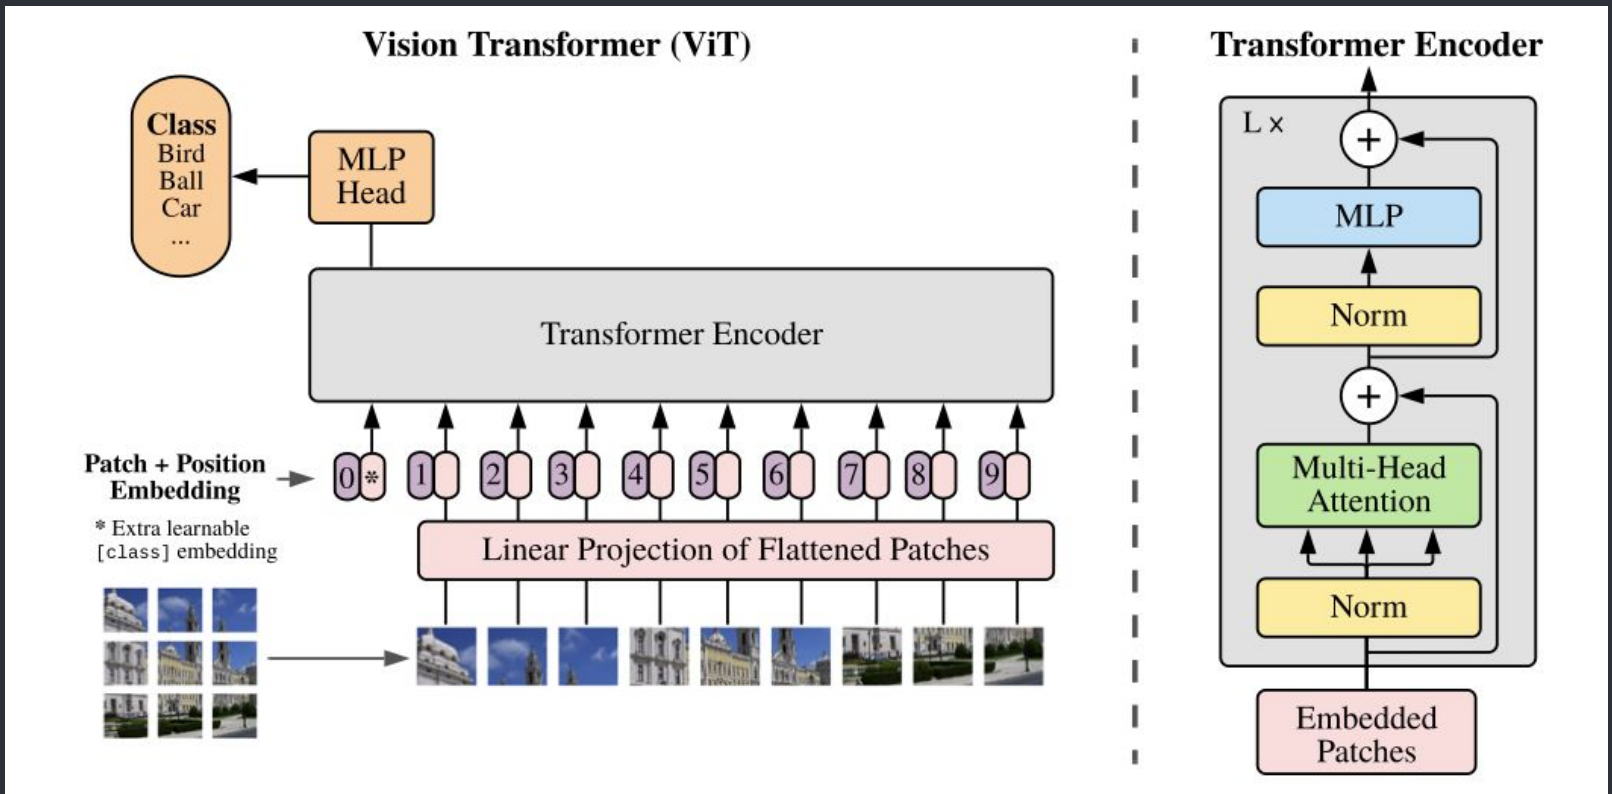 Vision Transformer (ViT)
Class
Bird
Ball
Car
...
MLP
Head
Transformer Encoder
Patch + Position
Embedding
0 * 1 2 3 4 5 6 7 8 9
* Extra learnable
[class] embedding
Linear Projection of Flattened Patches
Transformer Encoder
L ×
+
MLP
Norm
+
Multi-Head
Attention
Norm
Embedded
Patches